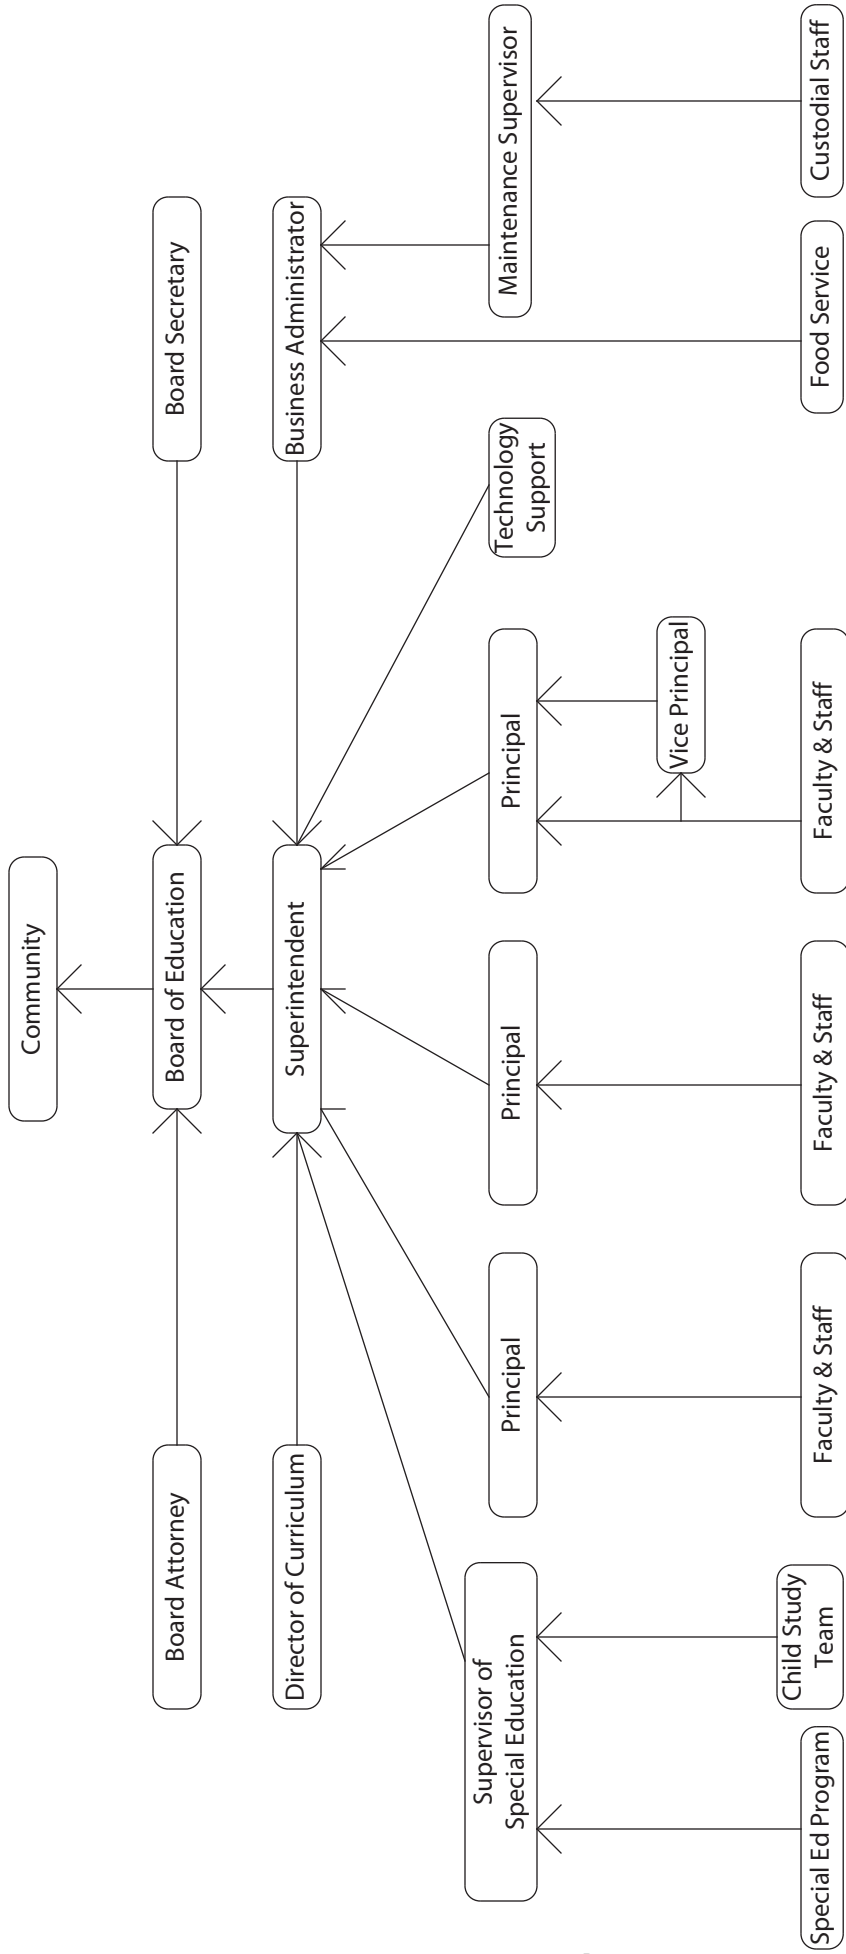 Community
Board Attorney
Board of Education
Board Secretary
Director of Curriculum
Superintendent
Business Administrator
Supervisor of
Special Education
Principal
Principal
Principal
Technology
Support
Maintenance Supervisor
Vice Principal
Special Ed Program
Child Study
Team
Faculty & Staff
Faculty & Staff
Faculty & Staff
Food Service
Custodial Staff